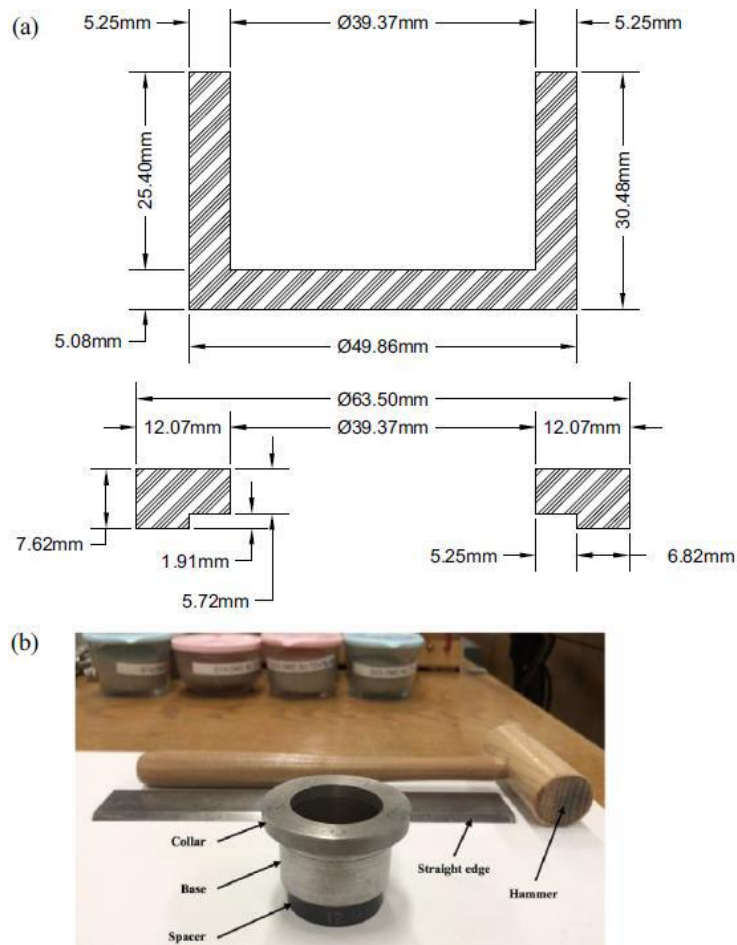 (a)
5.25mm
Ø39.37mm
5.25mm
25.40mm
30.48mm
5.08mm
Ø49.86mm
Ø63.50mm
12.07mm
Ø39.37mm
12.07mm
7.62mm
1.91mm
5.72mm
5.25mm
6.82mm
(b)
Collar
Base
Spacer
Straight edge
Hammer